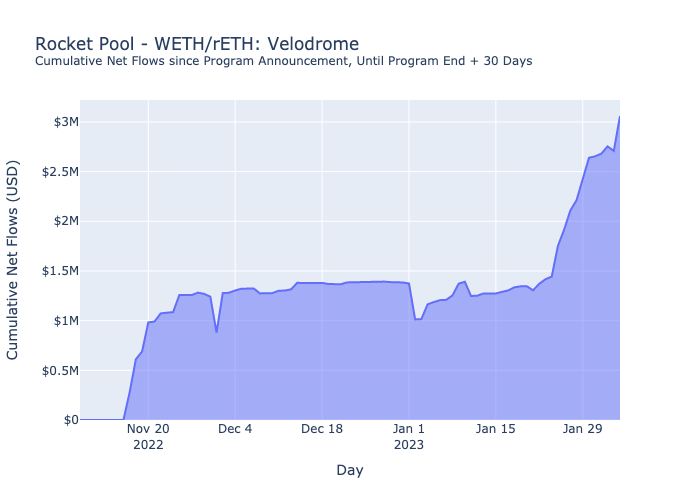 Rocket Pool - WETH/rETH: Velodrome
Cumulative Net Flows since Program Announcement, Until Program End + 30 Days
Cumulative Net Flows (USD)
$3M
$2.5M
$2M
$1.5M
$1M
$0.5M
$0
Nov 20
2022
Dec 4
Dec 18
Jan 1
2023
Jan 15
Jan 29
Day